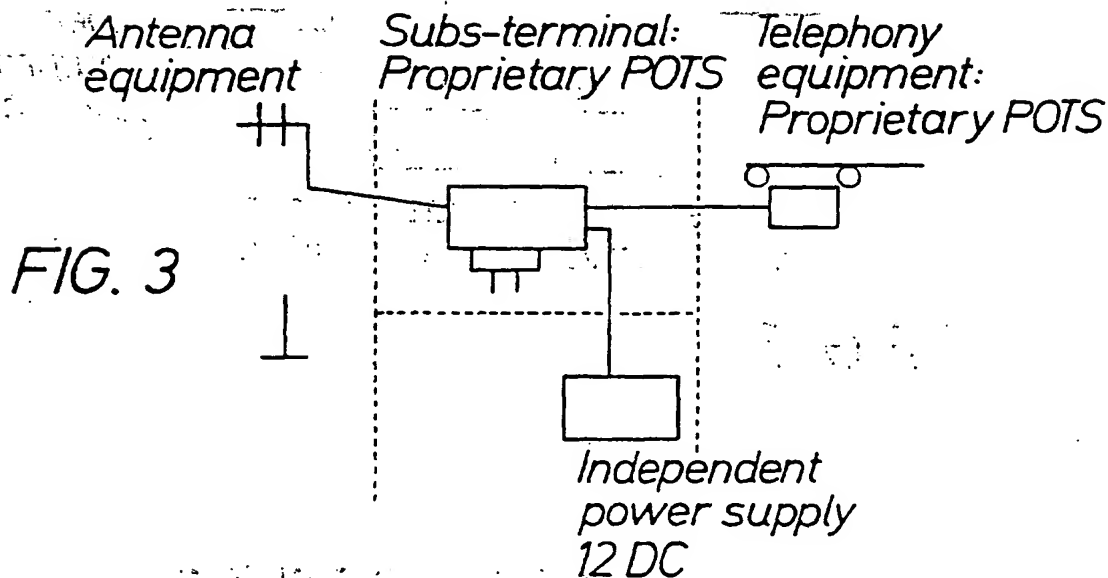 Antenna
equipment
Subs-terminal:
Proprietary POTS
Telephony
equipment:
Proprietary POTS
FIG. 3
Independent
power supply
12 DC